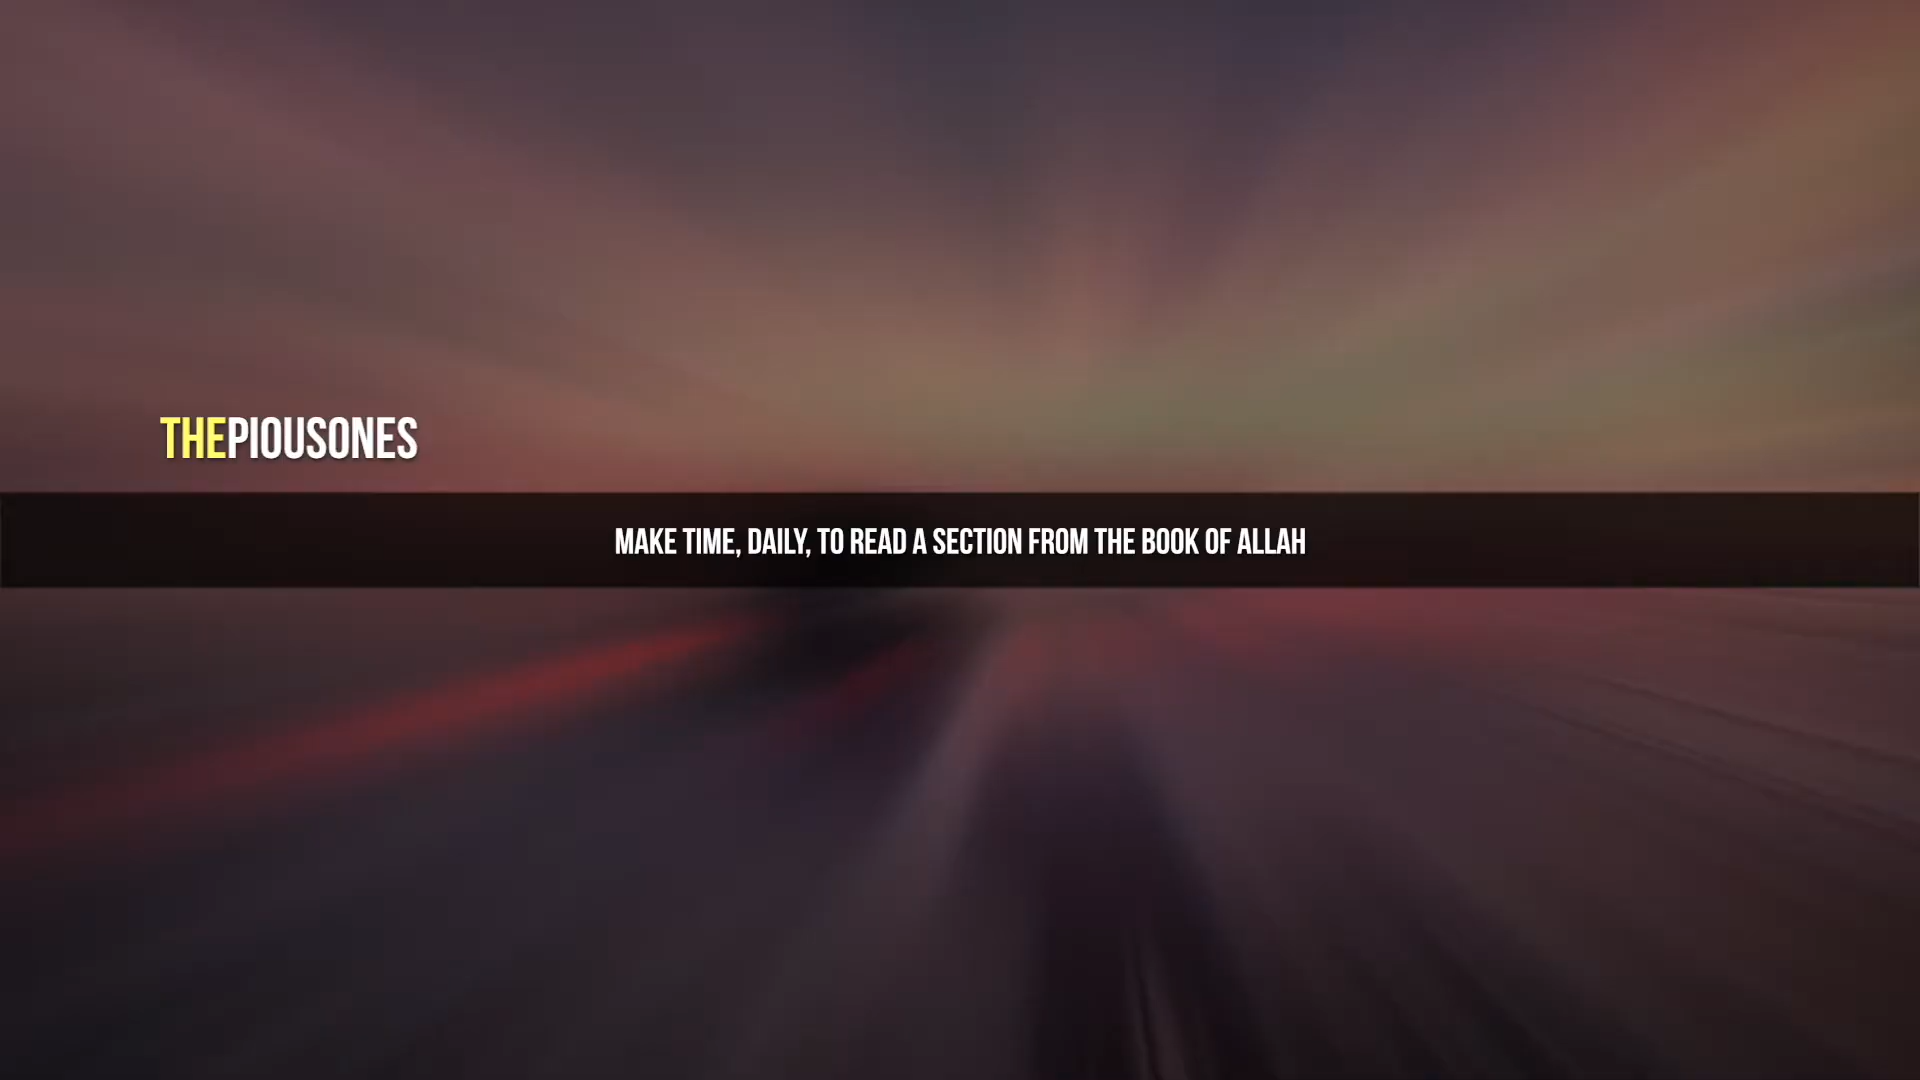 THEPIOUSONES
MAKE TIME, DAILY, TO READ A SECTION FROM THE BOOK OF ALLAH